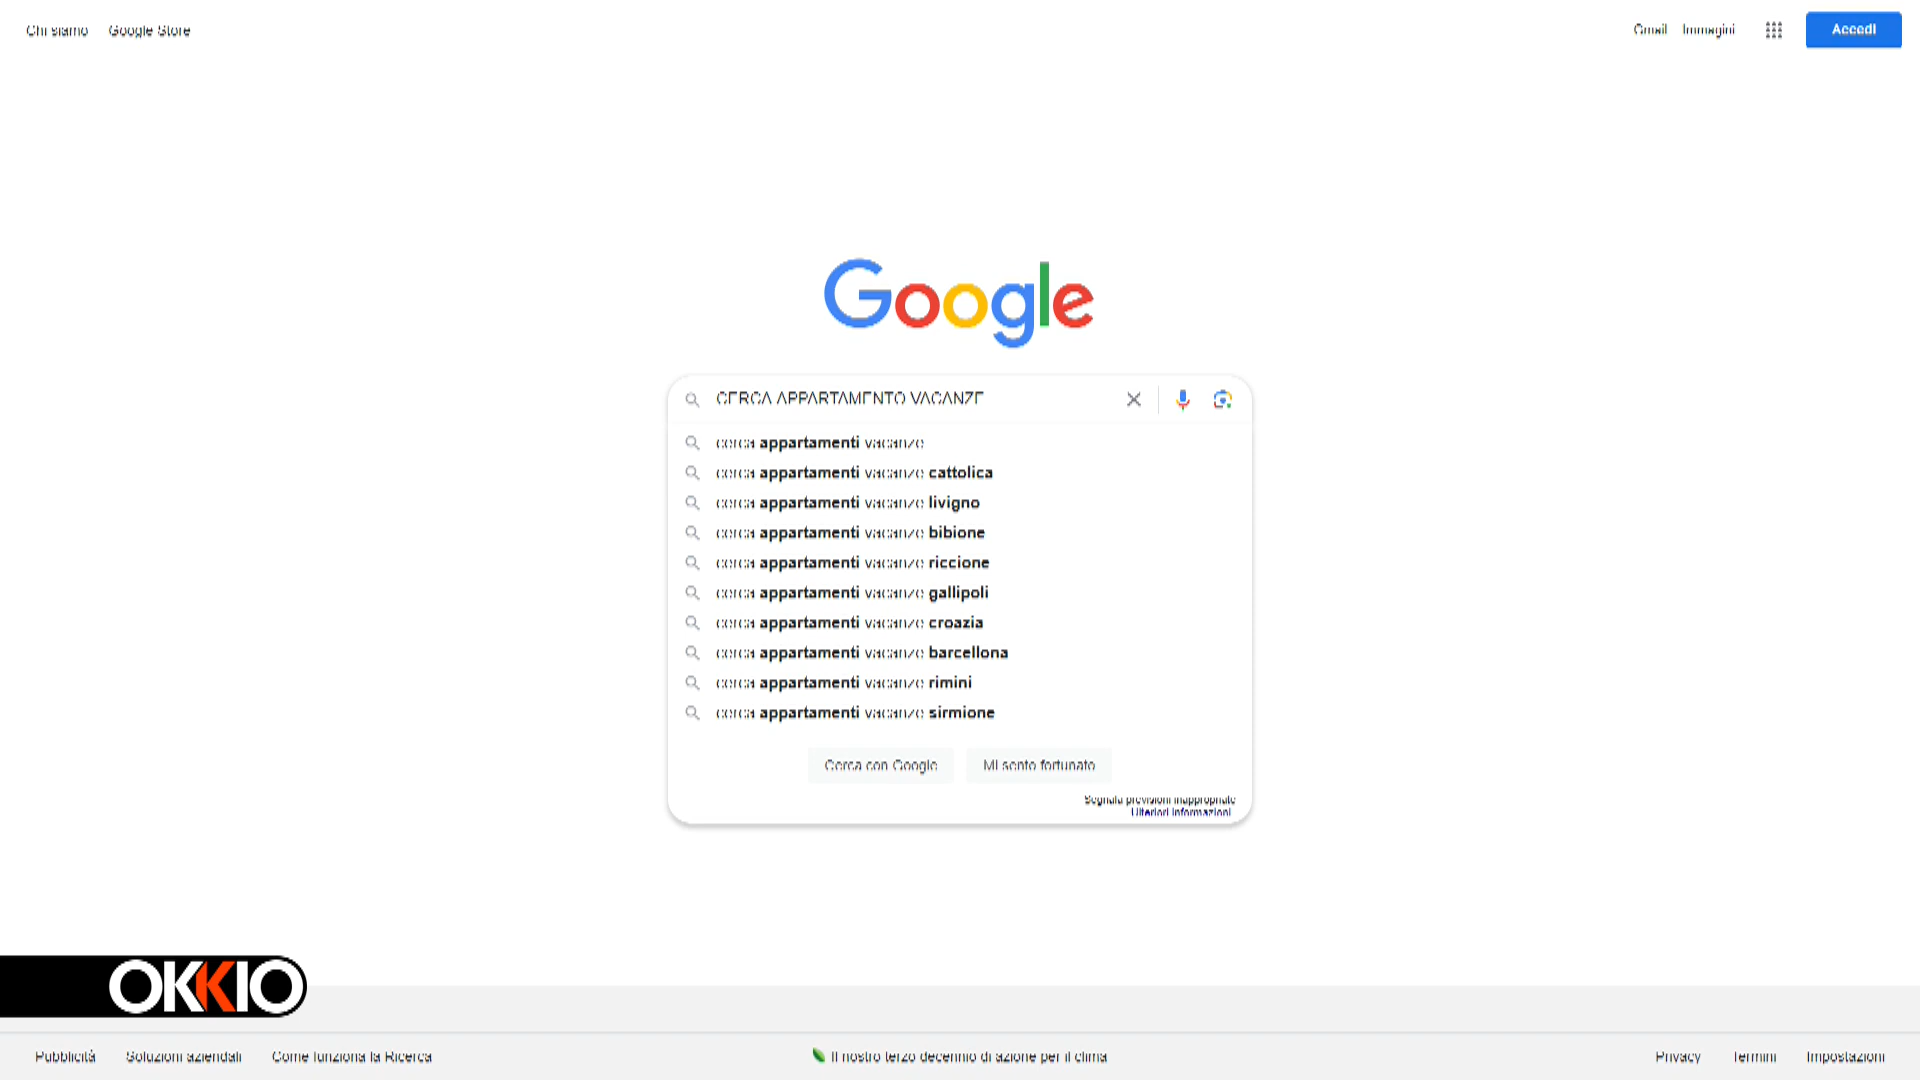 Chi siamo Google Store Gmail Immagini Accedi
Google
CERCA APPARTAMENTO VACANZE
cerca appartamenti vacanze
cerca appartamenti vacanze cattolica
cerca appartamenti vacanze livigno
cerca appartamenti vacanze bibione
cerca appartamenti vacanze riccione
cerca appartamenti vacanze gallipoli
cerca appartamenti vacanze croazia
cerca appartamenti vacanze barcellona
cerca appartamenti vacanze rimini
cerca appartamenti vacanze sirmione
Cerca con Google Mi sento fortunato
Segnala previsioni inappropriate
Ulteriori informazioni
OKKIO
Pubblicità Soluzioni aziendali Come funziona la Ricerca Il nostro terzo decennio di azione per il clima Privacy Termini Impostazioni